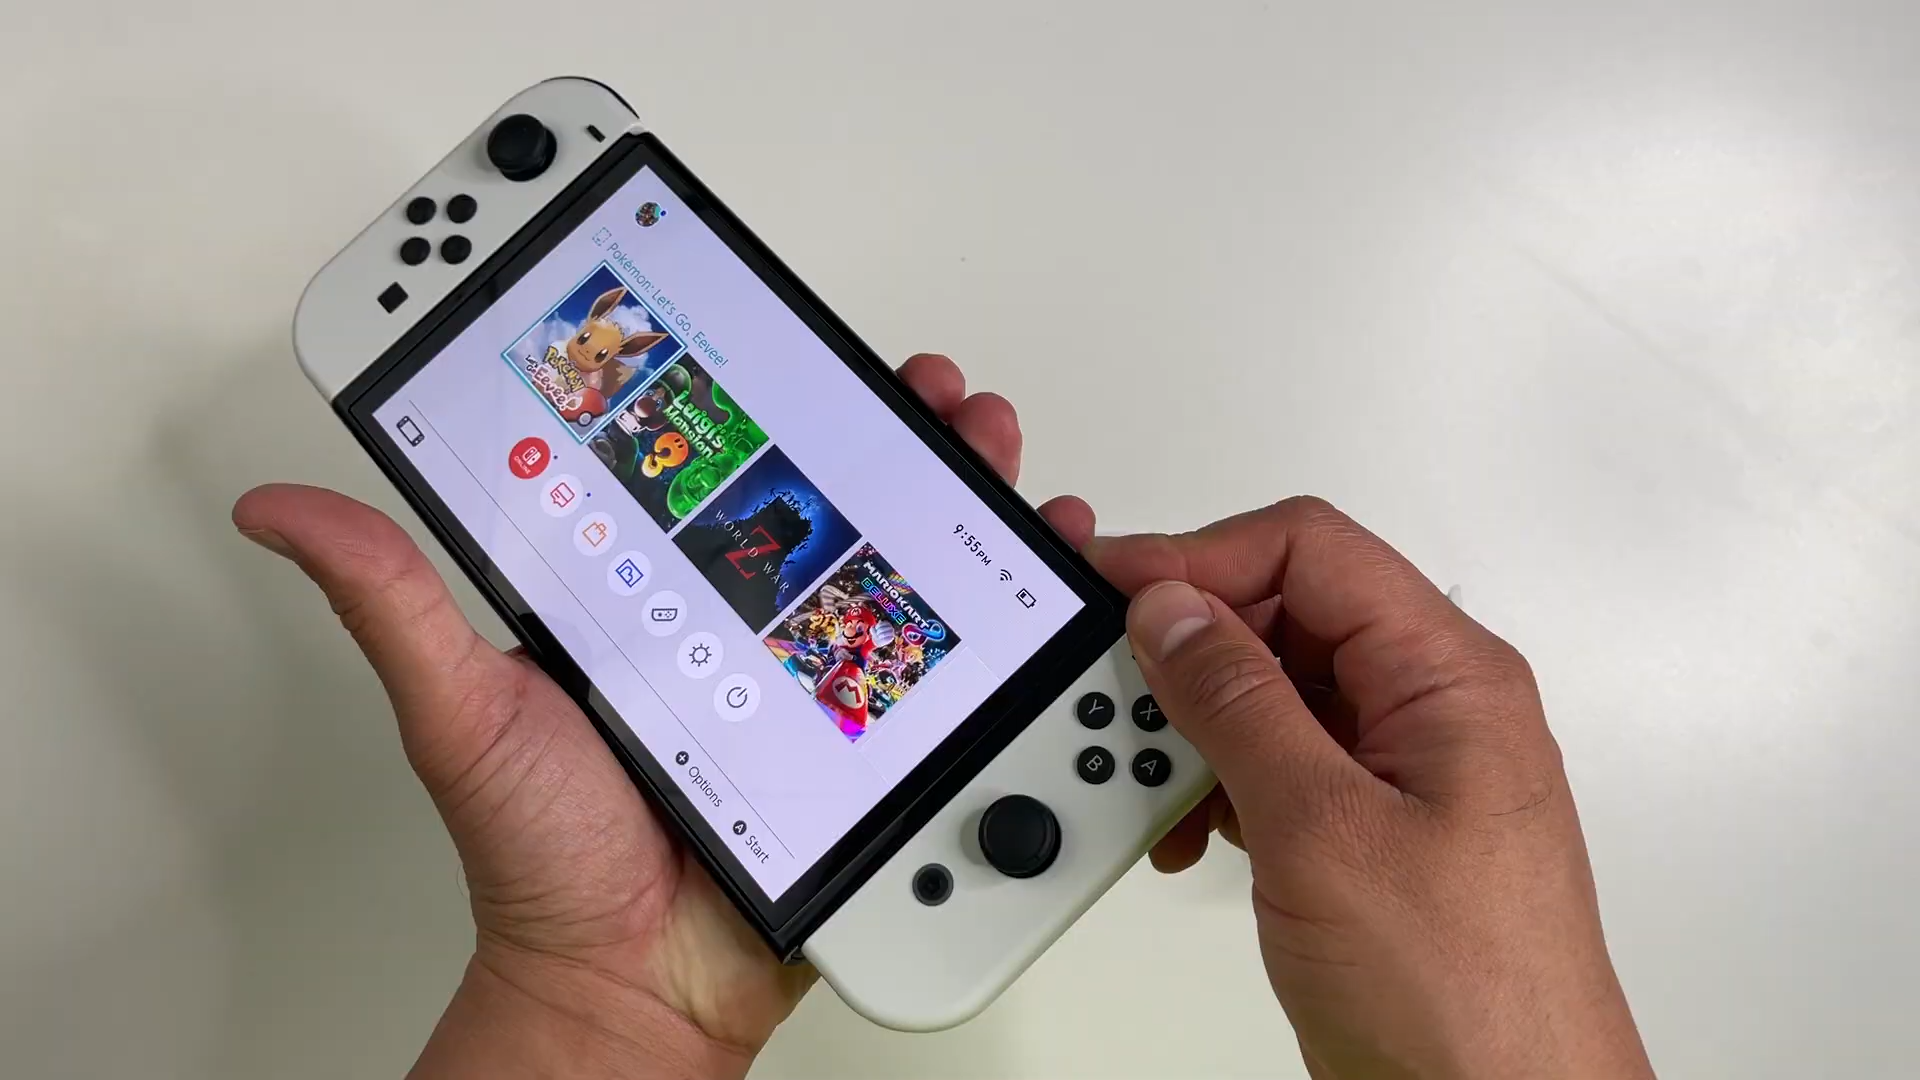 Pokémon: Let's Go, Eevee!
POKÉMON
Let's Go
Eevee!
LUIGI'S
MANSION
3
WORLD
WAR
Z
MARIOKART
8
DELUXE
9:55PM
ONLINE
Options
A Start
Y
X
B
A